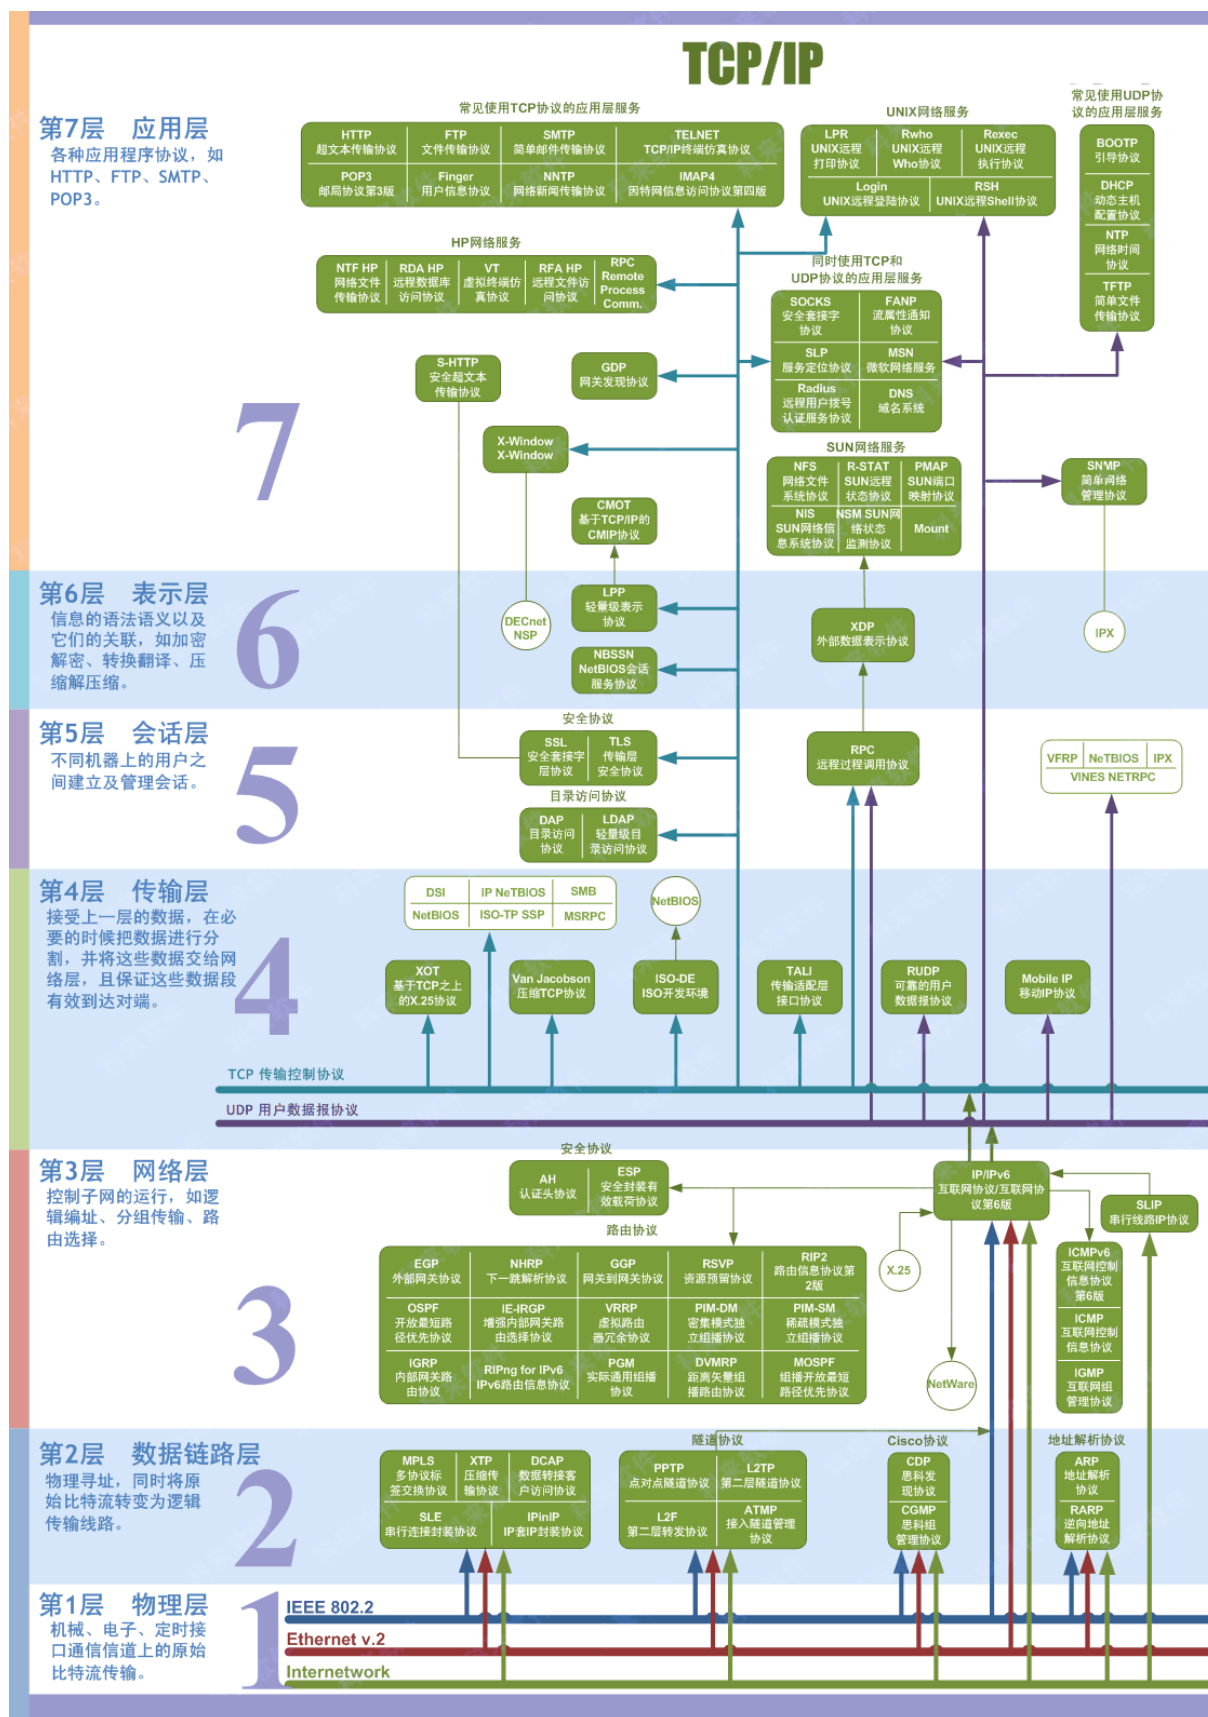 TCP/IP
第7层 应用层
各种应用程序协议，如
HTTP、FTP、SMTP、
POP3。
常见使用TCP协议的应用层服务
HTTP
超文本传输协议
FTP
文件传输协议
SMTP
简单邮件传输协议
TELNET
TCP/IP终端仿真协议
POP3
邮局协议第3版
Finger
用户信息协议
NNTP
网络新闻传输协议
IMAP4
因特网信息访问协议第四版
UNIX网络服务
LPR
UNIX远程
打印协议
Rwho
UNIX远程
Who协议
Rexec
UNIX远程
执行协议
Login
UNIX远程登陆协议
RSH
UNIX远程Shell协议
常见使用UDP协
议的应用层服务
BOOTP
引导协议
DHCP
动态主机
配置协议
NTP
网络时间
协议
TFTP
简单文件
传输协议
HP网络服务
NTF HP
网络文件
传输协议
RDA HP
远程数据库
访问协议
VT
虚拟终端仿
真协议
RFA HP
远程文件访
问协议
RPC
Remote
Process
Comm.
同时使用TCP和
UDP协议的应用层服务
SOCKS
安全套接字
协议
FANP
流属性通知
协议
SLP
服务定位协议
MSN
微软网络服务
Radius
远程用户拨号
认证服务协议
DNS
域名系统
S-HTTP
安全超文本
传输协议
GDP
网关发现协议
7
X-Window
X-Window
SUN网络服务
NFS
网络文件
系统协议
R-STAT
SUN远程
状态协议
PMAP
SUN端口
映射协议
NIS
SUN网络信
息系统协议
NSM SUN网
络状态
监测协议
Mount
SNMP
简单网络
管理协议
CMOT
基于TCP/IP的
CMIP协议
第6层 表示层
信息的语法语义以及
它们的关联，如加密
解密、转换翻译、压
缩解压缩。
6
DECnet
NSP
LPP
轻量级表示
协议
XDP
外部数据表示协议
IPX
NBSSN
NetBIOS会话
服务协议
第5层 会话层
不同机器上的用户之
间建立及管理会话。
5
安全协议
SSL
安全套接字
层协议
TLS
传输层
安全协议
RPC
远程过程调用协议
VFRP
NeTBIOS
IPX
VINES NETRPC
目录访问协议
DAP
目录访问
协议
LDAP
轻量级目
录访问协议
第4层 传输层
接受上一层的数据，在必
要的时候把数据进行分
割，并将这些数据交给网
络层，且保证这些数据段
有效到达对端。
4
DSI
IP NeTBIOS
SMB
NetBIOS
ISO-TP SSP
MSRPC
NetBIOS
XOT
基于TCP之上
的X.25协议
Van Jacobson
压缩TCP协议
ISO-DE
ISO开发环境
TALI
传输适配层
接口协议
RUDP
可靠的用户
数据报协议
Mobile IP
移动IP协议
TCP 传输控制协议
UDP 用户数据报协议
第3层 网络层
控制子网的运行，如逻
辑编址、分组传输、路
由选择。
3
安全协议
AH
认证头协议
ESP
安全封装有
效载荷协议
IP/IPv6
互联网协议/互联网协
议第6版
SLIP
串行线路IP协议
路由协议
EGP
外部网关协议
NHRP
下一跳解析协议
GGP
网关到网关协议
RSVP
资源预留协议
RIP2
路由信息协议第
2版
OSPF
开放最短路
径优先协议
IE-IRGP
增强内部网关路
由选择协议
VRRP
虚拟路由
器冗余协议
PIM-DM
密集模式独
立组播协议
PIM-SM
稀疏模式独
立组播协议
IGRP
内部网关路
由协议
RIPng for IPv6
IPv6路由信息协议
PGM
实际通用组播
协议
DVMRP
距离矢量组
播路由协议
MOSPF
组播开放最短
路径优先协议
X.25
NetWare
ICMPv6
互联网控制
信息协议
第6版
ICMP
互联网控制
信息协议
IGMP
互联网组
管理协议
第2层 数据链路层
物理寻址，同时将原
始比特流转变为逻辑
传输线路。
2
MPLS
多协议标
签交换协议
XTP
压缩传
输协议
DCAP
数据转接客
户访问协议
SLE
串行连接封装协议
IPinIP
IP套IP封装协议
隧道协议
PPTP
点对点隧道协议
L2TP
第二层隧道协议
L2F
第二层转发协议
ATMP
接入隧道管理
协议
Cisco协议
CDP
思科发
现协议
CGMP
思科组
管理协议
地址解析协议
ARP
地址解析
协议
RARP
逆向地址
解析协议
第1层 物理层
机械、电子、定时接
口通信信道上的原始
比特流传输。
1
IEEE 802.2
Ethernet v.2
Internetwork